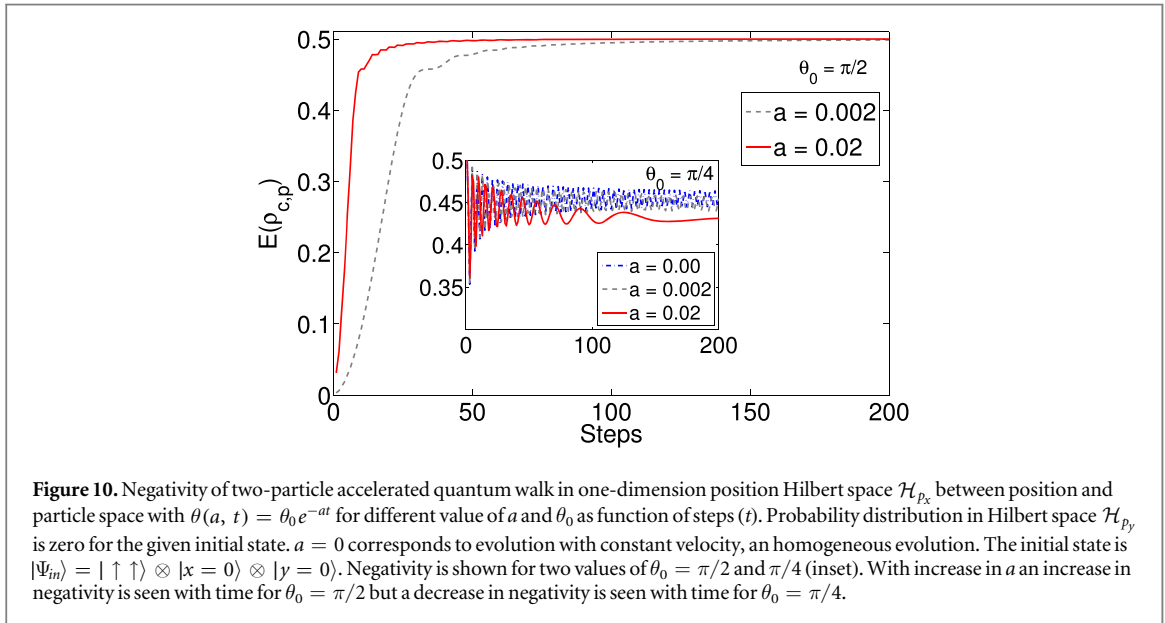 0.5
0.4
0.3
0.2
0.1
0
E(ρc,p)
θ0 = π/2
a = 0.002
a = 0.02
0.5
0.45
0.4
0.35
θ0 = π/4
a = 0.00
a = 0.002
a = 0.02
0 100 200
0 50 100 150 200
Steps
Figure 10. Negativity of two-particle accelerated quantum walk in one-dimension position Hilbert space ℋpx between position and
particle space with θ(a, t) = θ0e^−at for different value of a and θ0 as function of steps (t). Probability distribution in Hilbert space ℋpy
is zero for the given initial state. a = 0 corresponds to evolution with constant velocity, an homogeneous evolution. The initial state is
|Ψin⟩ = | ↑ ↑⟩ ⊗ |x = 0⟩ ⊗ |y = 0⟩. Negativity is shown for two values of θ0 = π/2 and π/4 (inset). With increase in a an increase in
negativity is seen with time for θ0 = π/2 but a decrease in negativity is seen with time for θ0 = π/4.